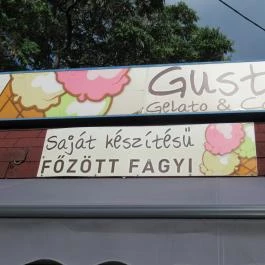 Gust
Gelato & C
Saját készítésű
FŐZÖTT FAGYI